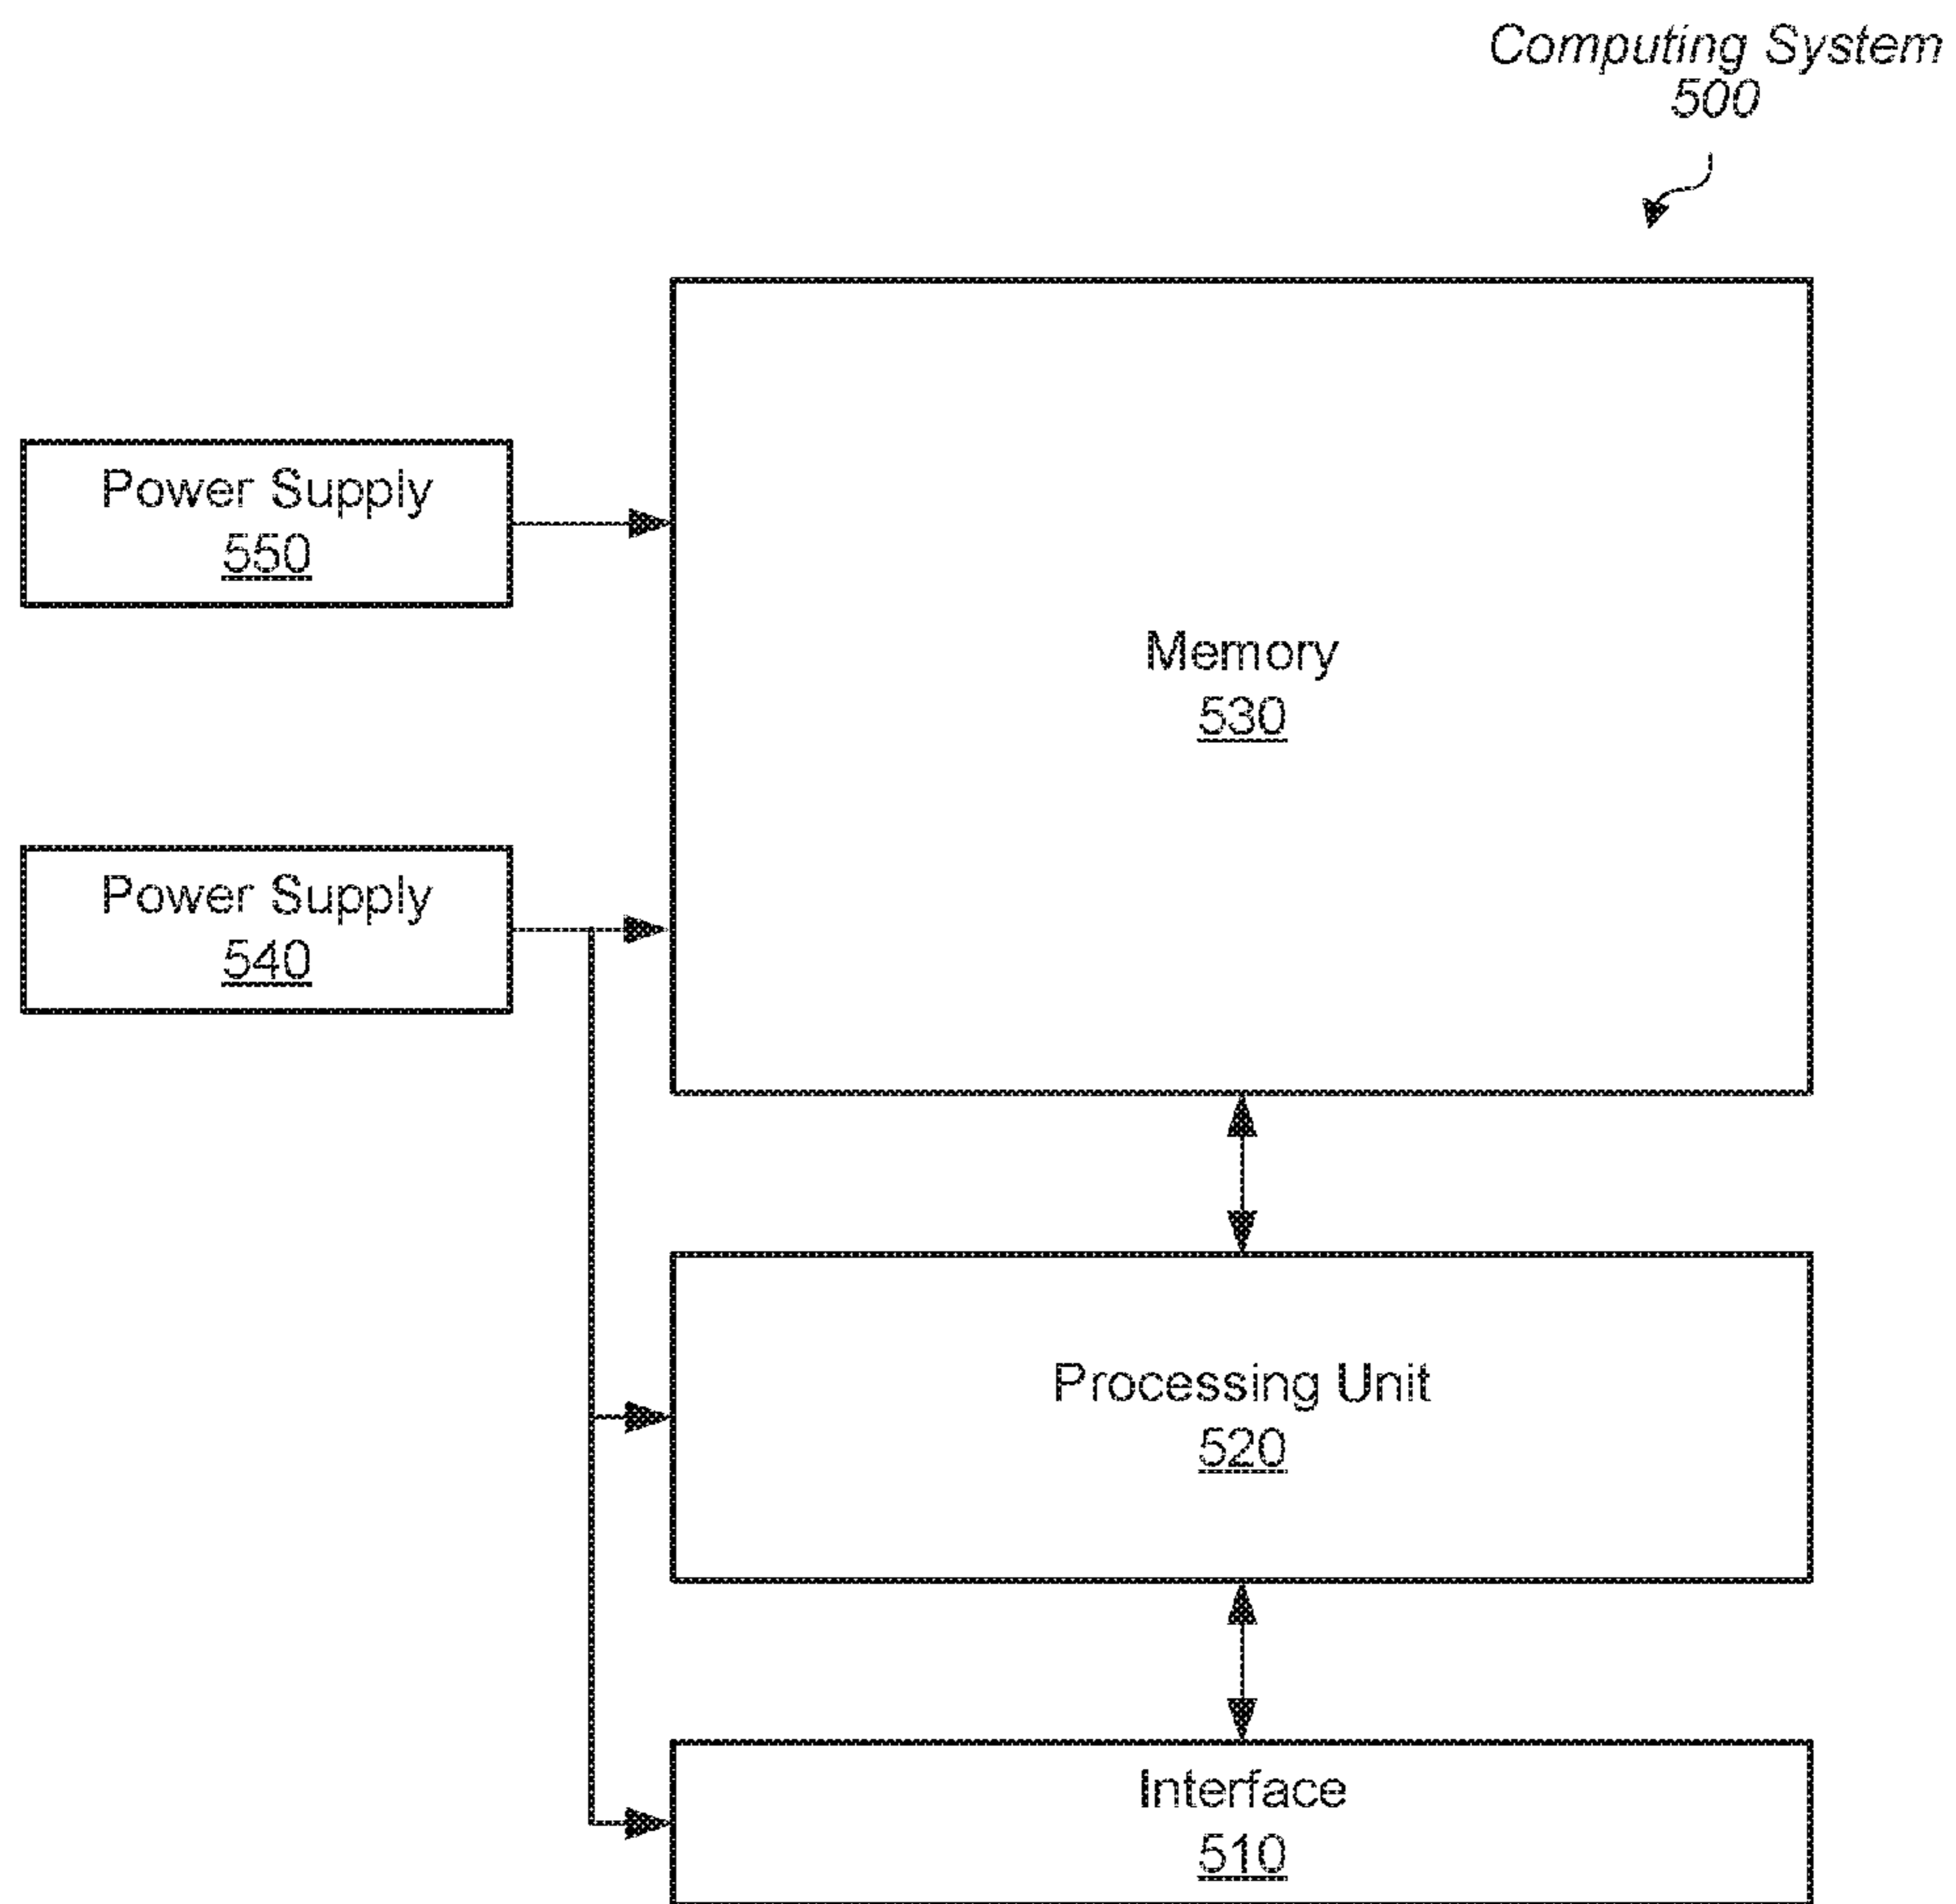 Computing System
500
Power Supply
550
Memory
530
Power Supply
540
Processing Unit
520
Interface
510